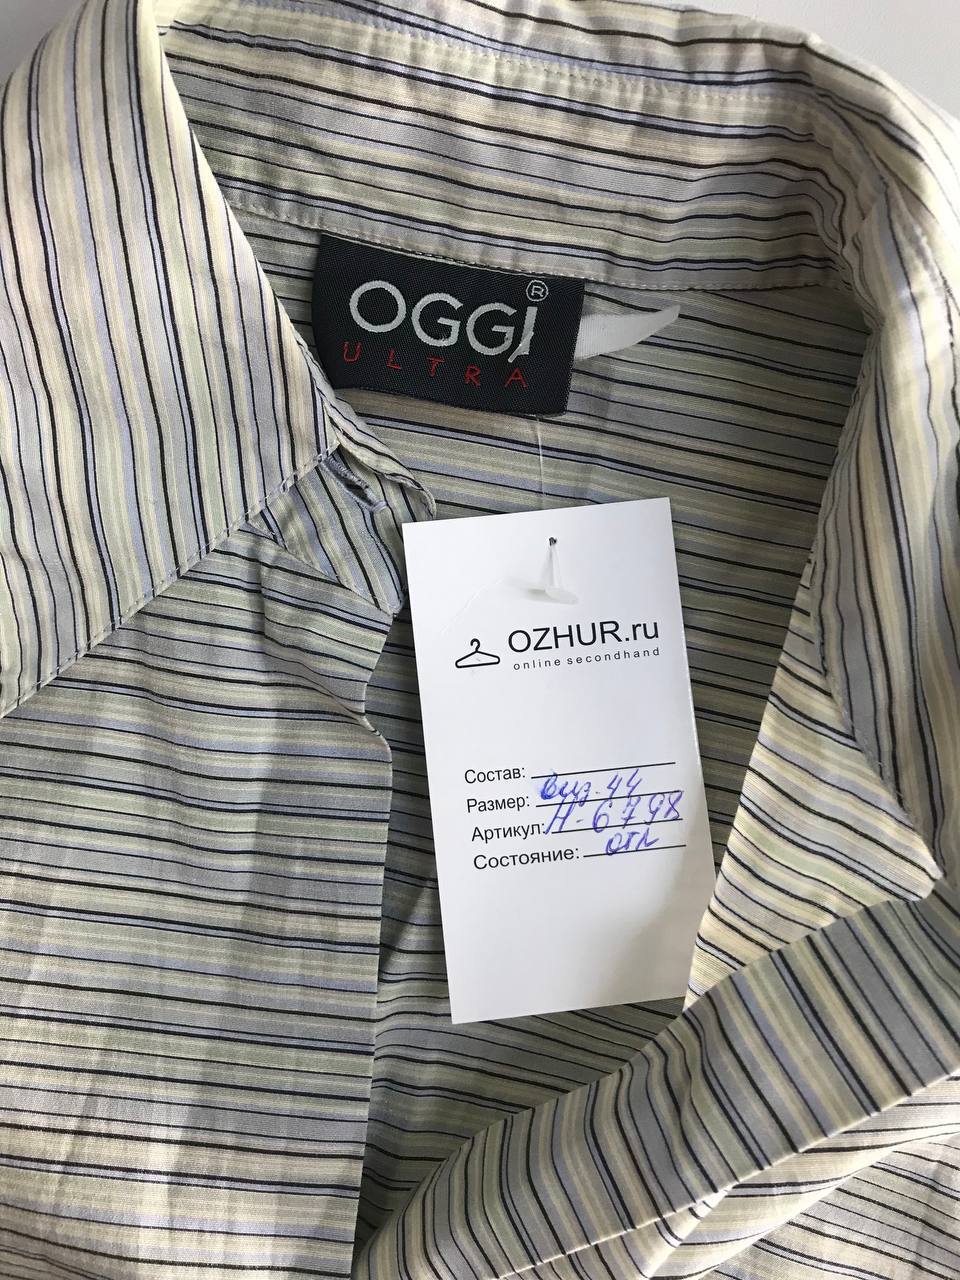 OGGI®
ULTRA
OZHUR.ru
online secondhand
Состав:
Размер: виз. 44
Артикул: Н-6798
Состояние: отл